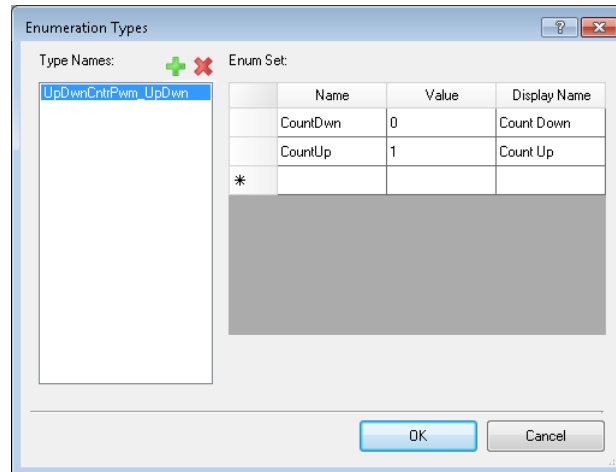 Enumeration Types
Type Names:
Enum Set:
UpDwnCntrPwm_UpDwn
Name Value Display Name
CountDwn 0 Count Down
CountUp 1 Count Up
*
OK Cancel